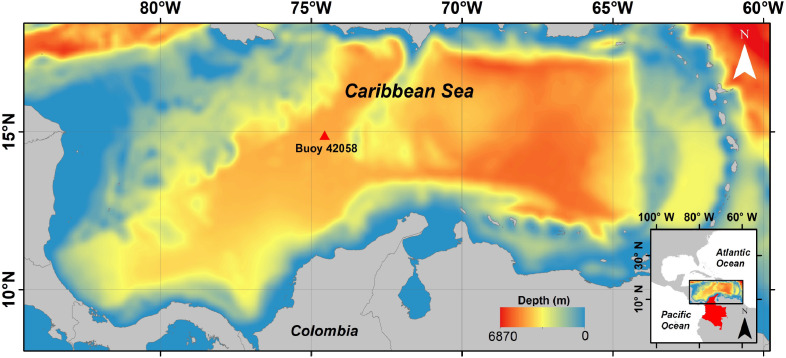 80°W 75°W 70°W 65°W 60°W
N
Caribbean Sea
15°N
Buoy 42058
100° W 80° W 60° W
Atlantic
Ocean
30° N
10°N
10° N
Depth (m)
6870 0
Pacific
Ocean
N
Colombia